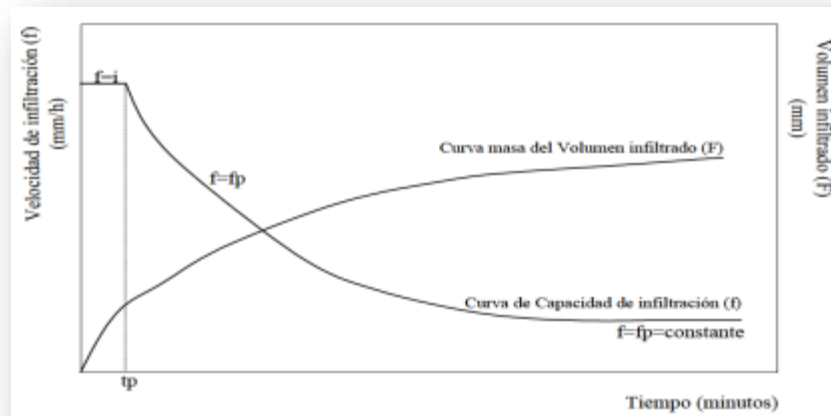 Velocidad de infiltración (f)
(mm/h)
f=i
f=fp
Curva masa del Volumen infiltrado (F)
Curva de Capacidad de infiltración (f)
f=fp=constante
tp
Tiempo (minutos)
Volumen infiltrado (F)
(mm)